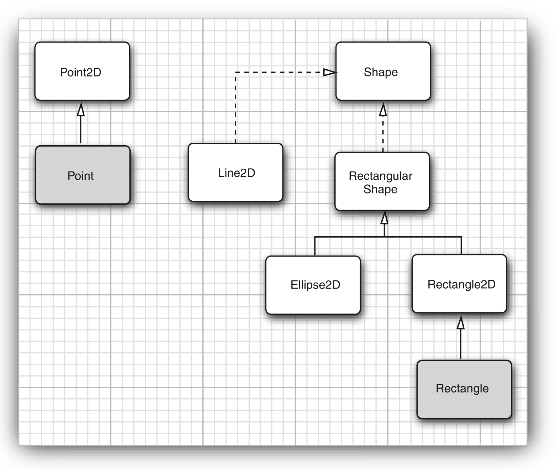 Point2D
Shape
Point
Line2D
Rectangular
Shape
Ellipse2D
Rectangle2D
Rectangle